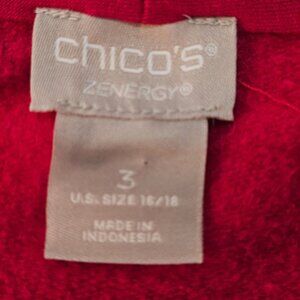 chico's®
ZENERGY®
3
U.S. SIZE 16/18
MADE IN
INDONESIA